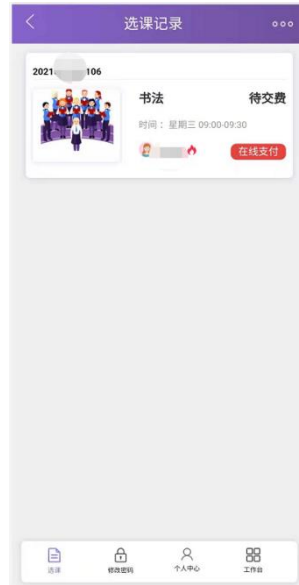 选课记录
2021 106
书法 待交费
时间： 星期三 09:00-09:30
在线支付
选课 修改密码 个人中心 工作台